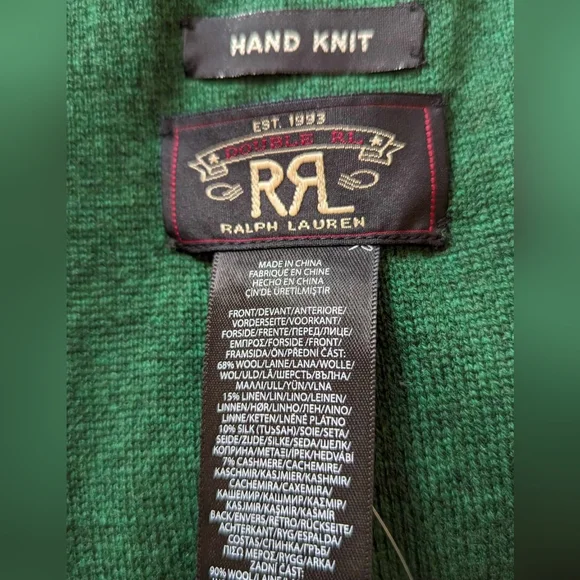 HAND KNIT
EST. 1993
DOUBLE RL
RRL
RALPH LAUREN
MADE IN CHINA
FABRIQUÉ EN CHINE
HECHO EN CHINA
ÇİN'DE ÜRETİLMİŞTİR
FRONT/DEVANT/ANTERIORE/
VORDERSEITE/VOORKANT/
FORSIDE/FRENTE/ПЕРЕД/ЛИЦЕ/
ΕΜΠΡΟΣ/FORSIDE /FRONT/
FRAMSIDA/ÖN/PŘEDNÍ ČÁST:
68% WOOL/LAINE/LANA/WOLLE/
WOL/ULD/LÃ/ШЕРСТЬ/ВЪЛНА/
ΜΑΛΛΙ/ULL/YÜN/VLNA
15% LINEN/LIN/LINO/LEINEN/
LINNEN/HØR/LINHO/ЛЕН/ΛΙΝΟ/
LINNE/KETEN/LNĚNÉ PLÁTNO
10% SILK (TUSSAH)/SOIE/SETA/
SEIDE/ZIJDE/SILKE/SEDA/ШЕЛК/
КОПРИНА/ΜΕΤΑΞΙ/IPEK/HEDVÁBÍ
7% CASHMERE/CACHEMIRE/
KASCHMIR/KASJMIER/KASHMIR/
CACHEMIRA/CAXEMIRA/
КАШЕМИР/КАШМИР/ΚΑΣΜΙΡ/
KASJMIR/KAŞMİR/KAŠMÍR
BACK/ENVERS/RETRO/RÜCKSEITE/
ACHTERKANT/RYG/ESPALDA/
COSTAS/СПИНКА/ГРЪБ/
ΠΙΣΩ ΜΕΡΟΣ/RYGG/ARKA/
ZADNÍ ČÁST:
90% WOOL/LAINE/